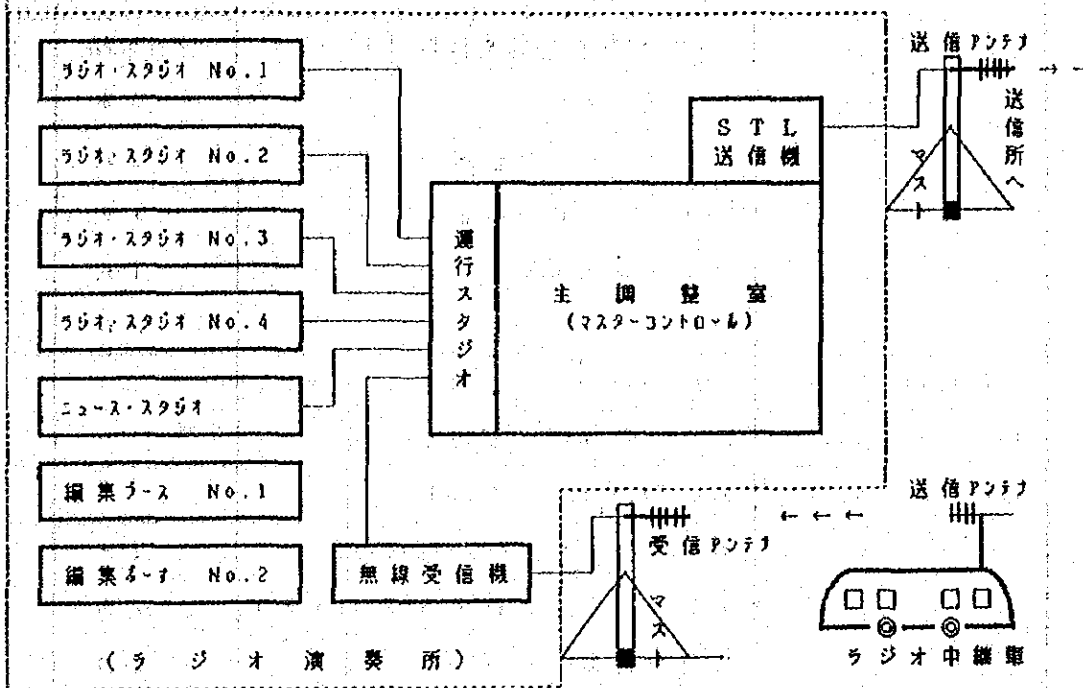 ラジオ・スタジオ No.1
ラジオ・スタジオ No.2
ラジオ・スタジオ No.3
ラジオ・スタジオ No.4
ニュース・スタジオ
編集ブース No.1
編集ブース No.2
運行スタジオ
主調整室
(マスターコントロール)
STL
送信機
送信アンテナ
→ →
送信所へ
マスト
無線受信機
受信アンテナ
← ← ←
マスト
送信アンテナ
ラジオ中継車
(ラジオ演奏所)